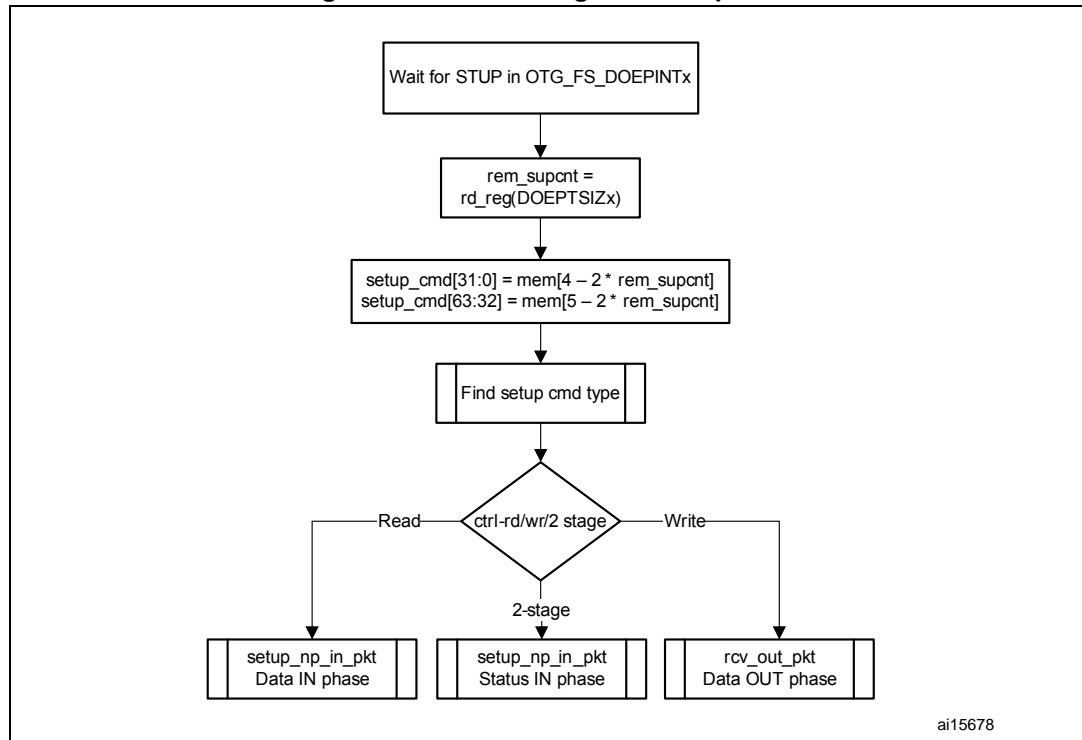 Wait for STUP in OTG_FS_DOEPINTx
rem_supcnt =
rd_reg(DOEPTSIZx)
setup_cmd[31:0] = mem[4 – 2 * rem_supcnt]
setup_cmd[63:32] = mem[5 – 2 * rem_supcnt]
Find setup cmd type
Read
ctrl-rd/wr/2 stage
Write
2-stage
setup_np_in_pkt
Data IN phase
setup_np_in_pkt
Status IN phase
rcv_out_pkt
Data OUT phase
ai15678